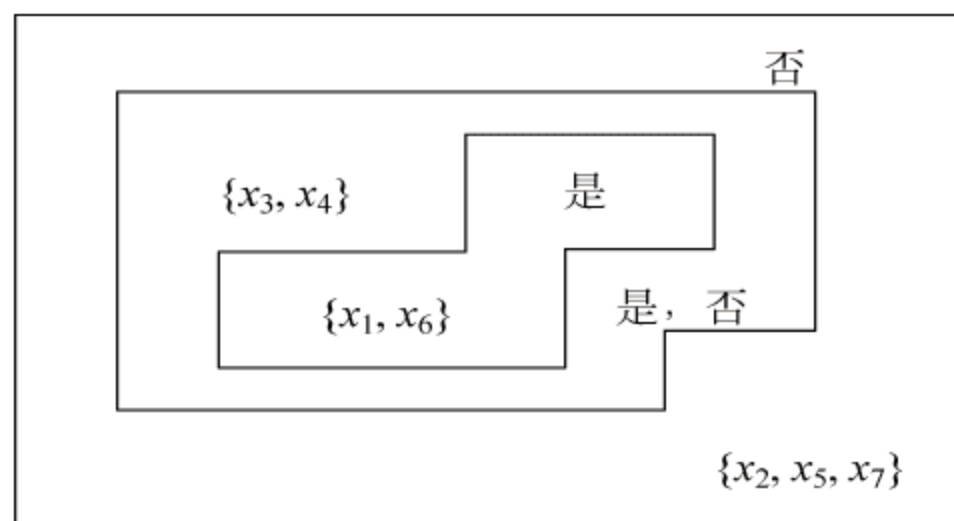 否
{x₃, x₄}
是
{x₁, x₆}
是，否
{x₂, x₅, x₇}